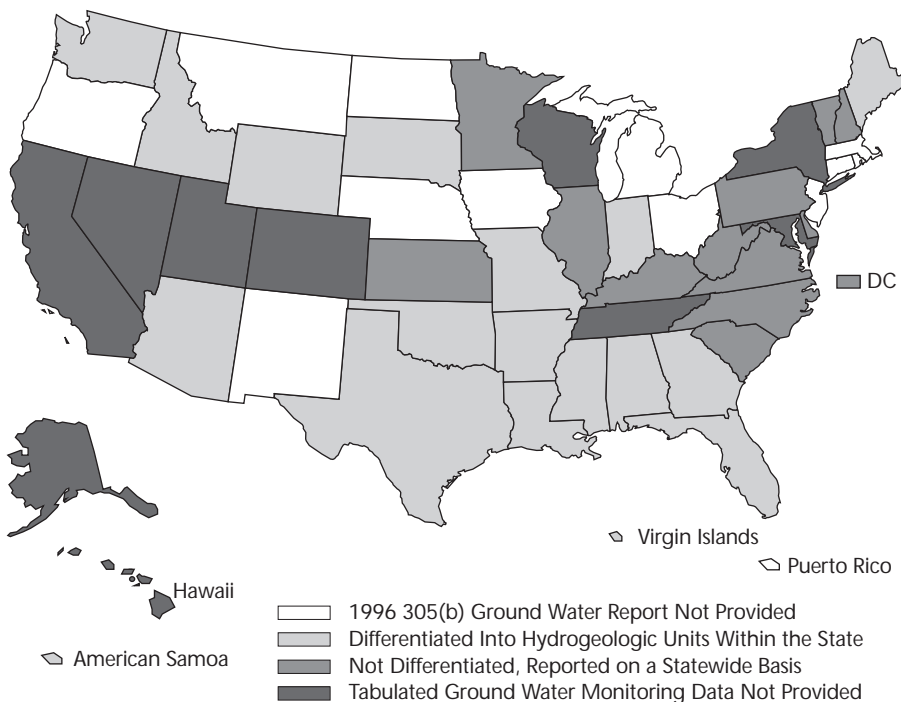 DC
Virgin Islands
Puerto Rico
Hawaii
American Samoa
1996 305(b) Ground Water Report Not Provided
Differentiated Into Hydrogeologic Units Within the State
Not Differentiated, Reported on a Statewide Basis
Tabulated Ground Water Monitoring Data Not Provided